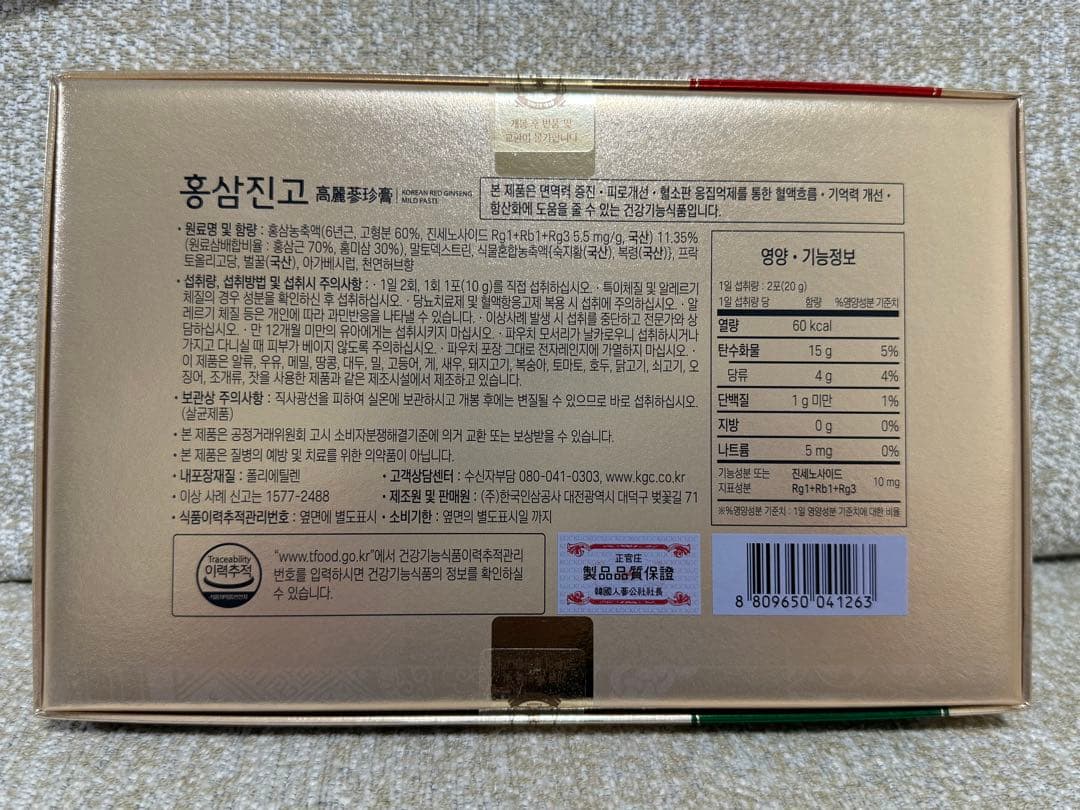 개봉 후 반품 및
교환이 불가합니다
홍삼진고 高麗蔘珍膏 KOREAN RED GINSENG
MILD PASTE
본 제품은 면역력 증진・피로개선・혈소판 응집억제를 통한 혈액흐름・기억력 개선・
항산화에 도움을 줄 수 있는 건강기능식품입니다.
・원료명 및 함량 : 홍삼농축액(6년근, 고형분 60%, 진세노사이드 Rg1+Rb1+Rg3 5.5 mg/g, 국산) 11.35%
(원료삼배합비율 : 홍삼근 70%, 홍미삼 30%), 말토덱스트린, 식물혼합농축액{숙지황(국산), 복령(국산)}, 프락
토올리고당, 벌꿀(국산), 아가베시럽, 천연허브향
・섭취량, 섭취방법 및 섭취시 주의사항 : ・1일 2회, 1회 1포(10 g)를 직접 섭취하십시오. ・특이체질 및 알레르기
체질의 경우 성분을 확인하신 후 섭취하십시오. ・당뇨치료제 및 혈액항응고제 복용 시 섭취에 주의하십시오. ・알
레르기 체질 등은 개인에 따라 과민반응을 나타낼 수 있습니다. ・이상사례 발생 시 섭취를 중단하고 전문가와 상
담하십시오. ・만 12개월 미만의 유아에게는 섭취시키지 마십시오. ・파우치 모서리가 날카로우니 섭취하시거나
가지고 다니실 때 피부가 베이지 않도록 주의하십시오. ・파우치 포장 그대로 전자레인지에 가열하지 마십시오. ・
이 제품은 알류, 우유, 메밀, 땅콩, 대두, 밀, 고등어, 게, 새우, 돼지고기, 복숭아, 토마토, 호두, 닭고기, 쇠고기, 오
징어, 조개류, 잣을 사용한 제품과 같은 제조시설에서 제조하고 있습니다.
・보관상 주의사항 : 직사광선을 피하여 실온에 보관하시고 개봉 후에는 변질될 수 있으므로 바로 섭취하십시오.
(살균제품)
・본 제품은 공정거래위원회 고시 소비자분쟁해결기준에 의거 교환 또는 보상받을 수 있습니다.
・본 제품은 질병의 예방 및 치료를 위한 의약품이 아닙니다.
・내포장재질 : 폴리에틸렌 ・고객상담센터 : 수신자부담 080-041-0303, www.kgc.co.kr
・이상 사례 신고는 1577-2488 ・제조원 및 판매원 : (주)한국인삼공사 대전광역시 대덕구 벚꽃길 71
・식품이력추적관리번호 : 옆면에 별도표시 ・소비기한 : 옆면의 별도표시일 까지
영양・기능정보
1일 섭취량 : 2포(20 g)
1일 섭취량 당 함량 %영양성분 기준치
열량 60 kcal
탄수화물 15 g 5%
당류 4 g 4%
단백질 1 g 미만 1%
지방 0 g 0%
나트륨 5 mg 0%
기능성분 또는 진세노사이드
지표성분 Rg1+Rb1+Rg3 10 mg
※%영양성분 기준치 : 1일 영양성분 기준치에 대한 비율
Traceability
이력추적
"www.tfood.go.kr"에서 건강기능식품이력추적관리
번호를 입력하시면 건강기능식품의 정보를 확인하실
수 있습니다.
正官庄
製品品質保證
韓國人蔘公社社長
8 809650 041263